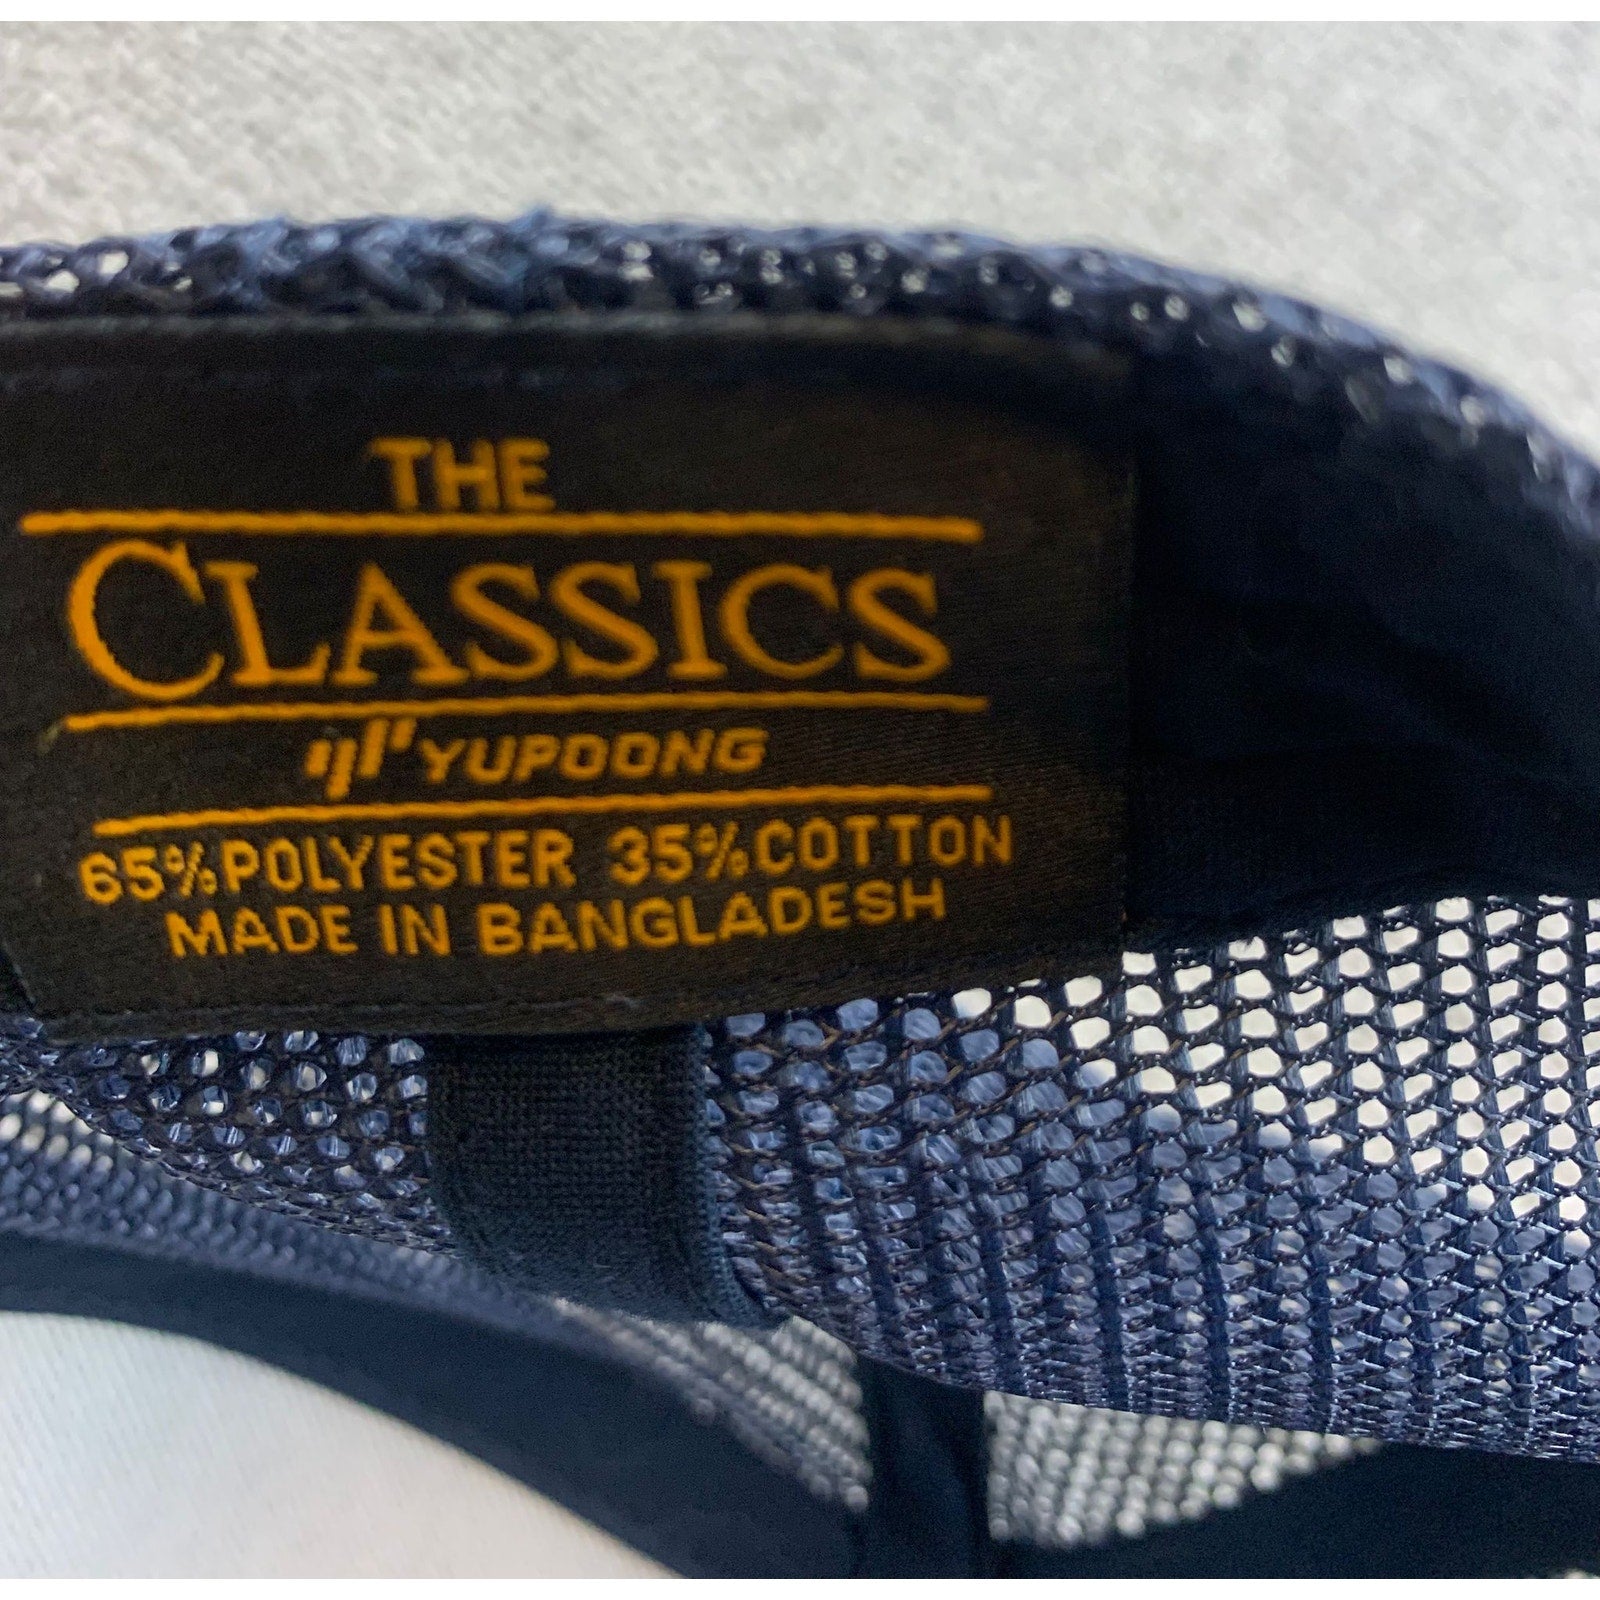 THE
CLASSICS
YUPOONG
65% POLYESTER 35% COTTON
MADE IN BANGLADESH